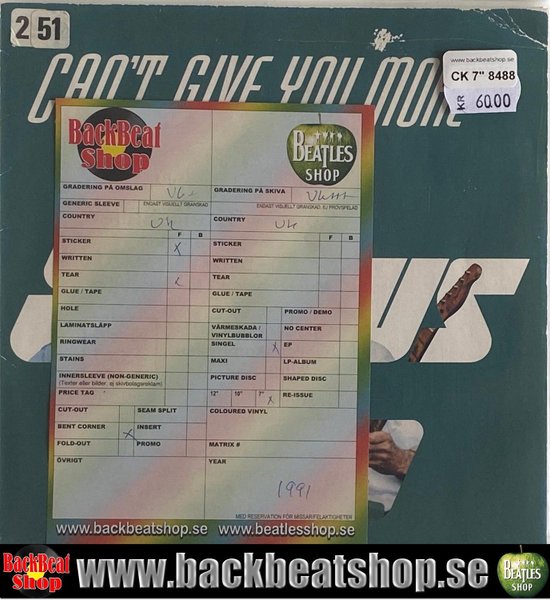 2 51
CAN'T GIVE YOU MORE
www.backbeatshop.se
CK 7" 8488
KR 60.00
BackBeat
Shop
BEATLES
SHOP
GRADERING PÅ OMSLAG
GRADERING PÅ SKIVA
GENERIC SLEEVE
ENDAST VISUELLT GRANSKAD
ENDAST VISUELLT GRANSKAD, EJ PROVSPELAD
COUNTRY UK
COUNTRY UK
F B
F B
STICKER X
STICKER
WRITTEN
WRITTEN
TEAR
TEAR
GLUE / TAPE
GLUE / TAPE
HOLE
CUT-OUT
PROMO / DEMO
LAMINATSLÄPP
VÄRMESKADA /
VINYLBUBBLOR
NO CENTER
RINGWEAR
SINGEL X
EP
STAINS
MAXI
LP-ALBUM
INNERSLEEVE (NON-GENERIC)
(Texter eller bilder, ej skivbolagsreklam)
PICTURE DISC
SHAPED DISC
PRICE TAG
12" 10" 7" X
RE-ISSUE
CUT-OUT
SEAM SPLIT
COLOURED VINYL
BENT CORNER X
INSERT
FOLD-OUT
PROMO
MATRIX #
ÖVRIGT
YEAR
1991
MED RESERVATION FÖR MISSAR/FELAKTIGHETER
www.backbeatshop.se
www.beatlesshop.se
US
BackBeat
Shop
www.backbeatshop.se
BEATLES
SHOP